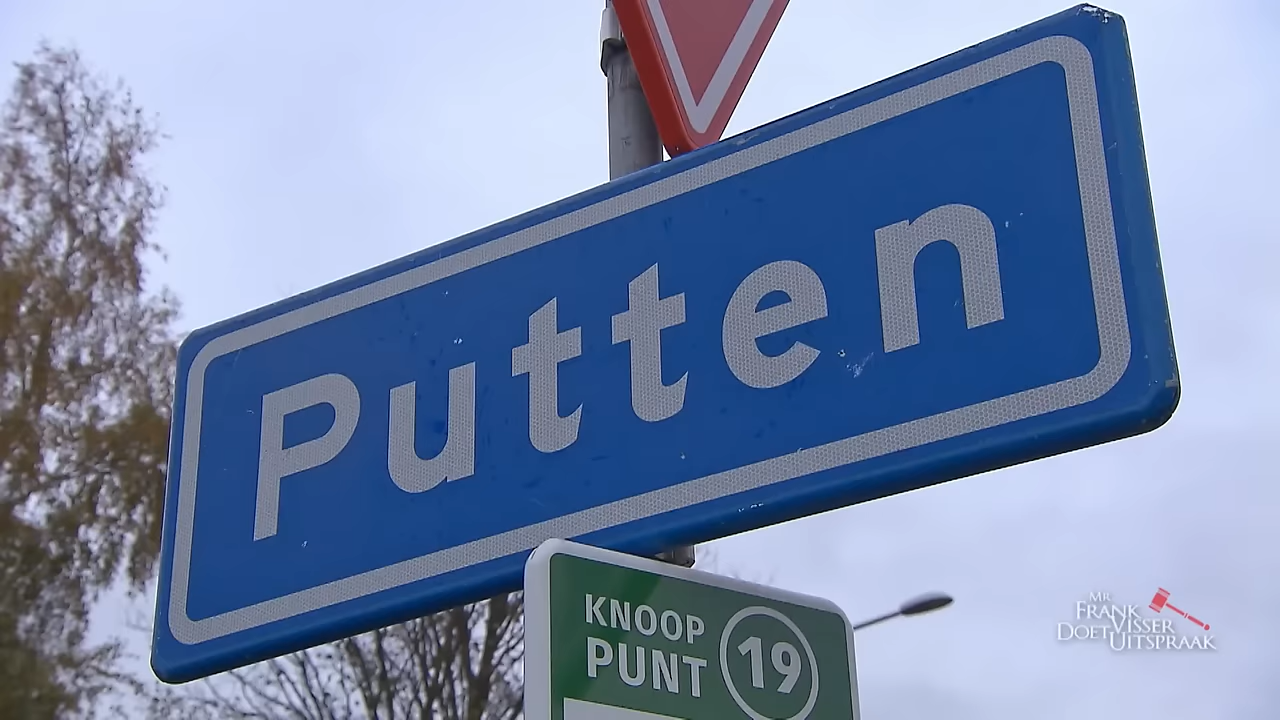 Putten
KNOOP
PUNT
19
MR.
FRANK
VISSER
DOET
UITSPRAAK